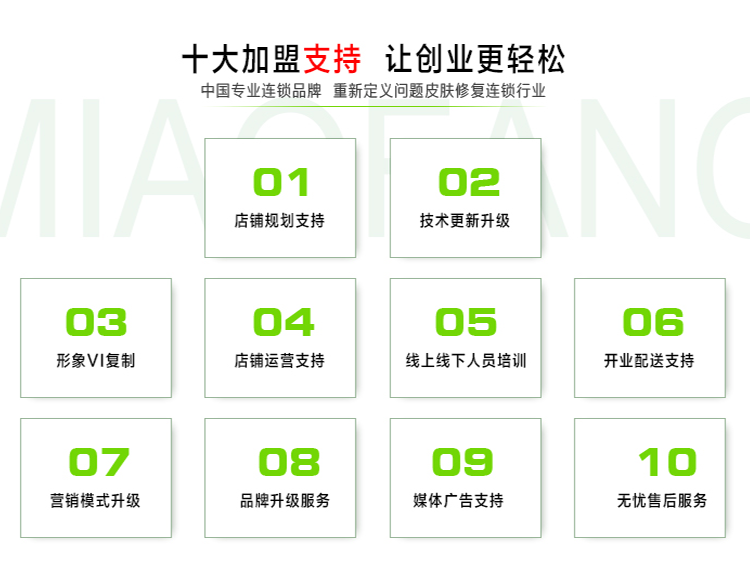 十大加盟支持 让创业更轻松
中国专业连锁品牌 重新定义问题皮肤修复连锁行业
MIAOFANG
01
店铺规划支持
02
技术更新升级
03
形象VI复制
04
店铺运营支持
05
线上线下人员培训
06
开业配送支持
07
营销模式升级
08
品牌升级服务
09
媒体广告支持
10
无忧售后服务